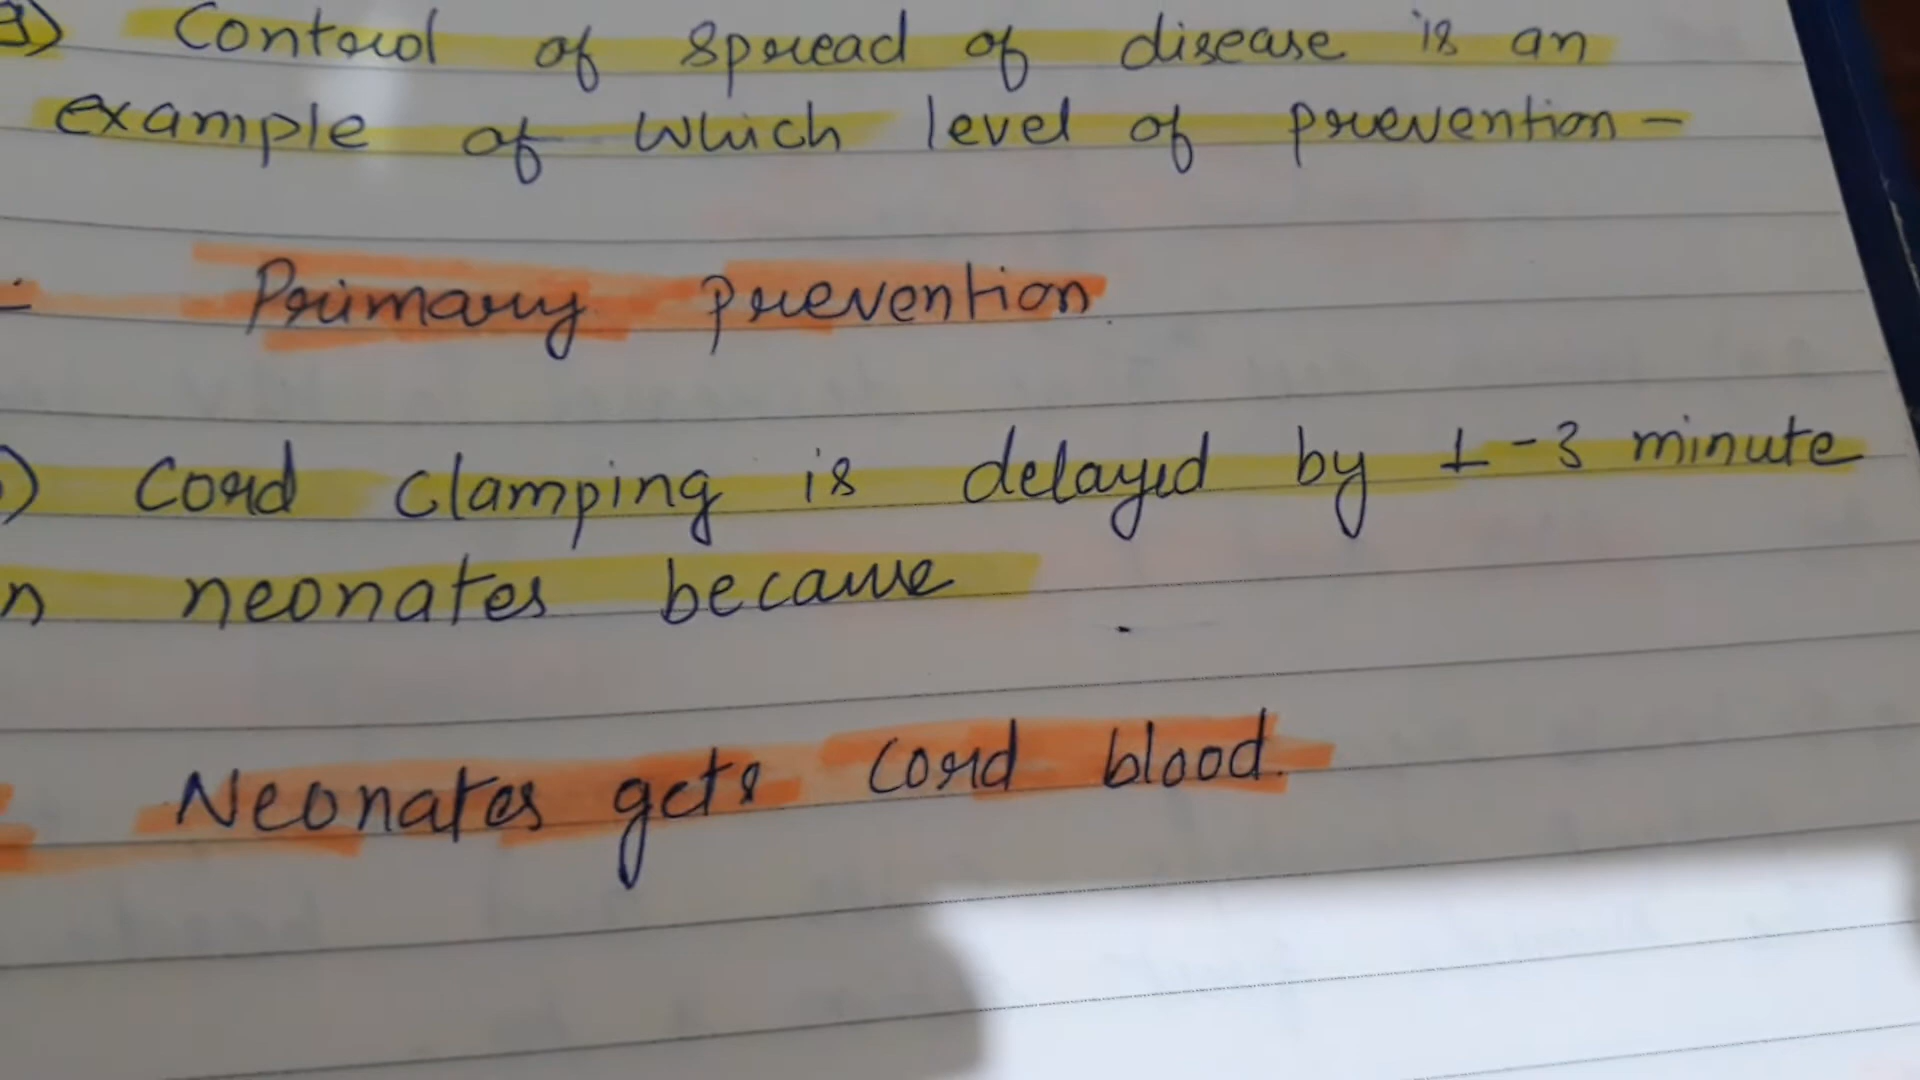 9) Control of spread of disease is an
example of which level of prevention -
:- Primary prevention.
) Cord clamping is delayed by 1-3 minute
n neonates because
Neonates gets cord blood.